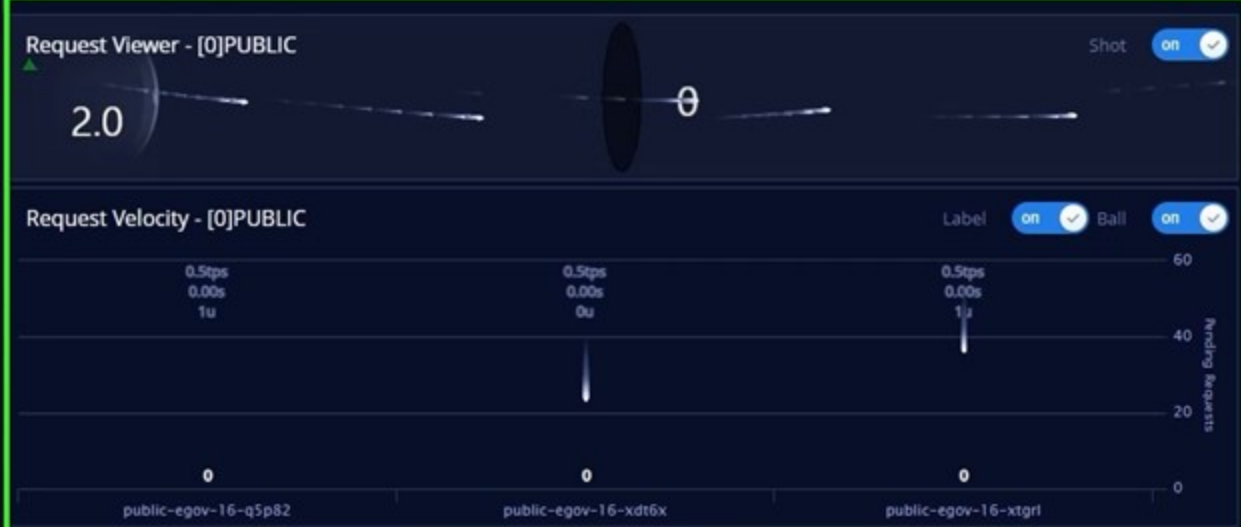 Request Viewer - [0]PUBLIC
Shot on
2.0
0
Request Velocity - [0]PUBLIC
Label on Ball on
60
0.5tps 0.5tps 0.5tps
0.00s 0.00s 0.00s
1u 0u 1u
40
Pending Requests
20
0 0 0
0
public-egov-16-q5p82 public-egov-16-xdt6x public-egov-16-xtgrl